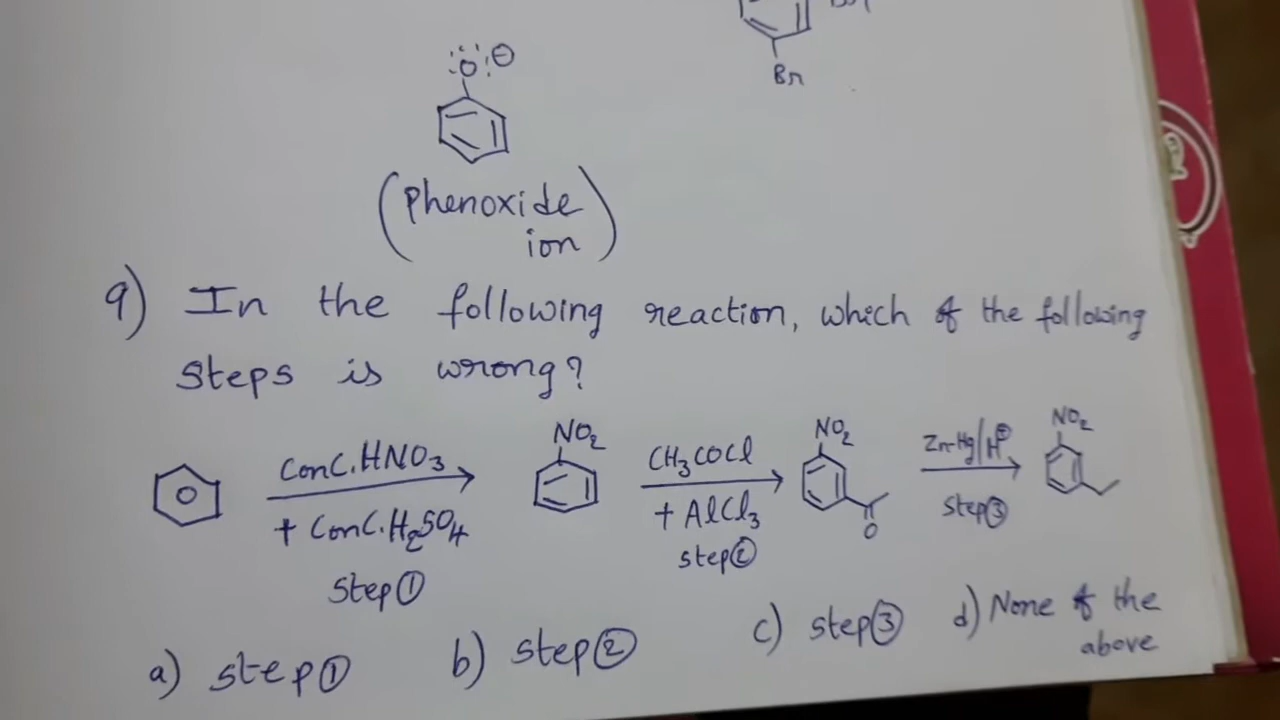 Br
:Ö: ⊖
(Phenoxide
ion)
9) In the following reaction, which of the following
steps is wrong?
ConC.HNO₃
+ ConC.H₂SO₄
Step①
NO₂
CH₃COCl
+ AlCl₃
step②
NO₂
O
Zn-Hg/H⊕
step③
NO₂
a) step①
b) step②
c) step③
d) None of the
above